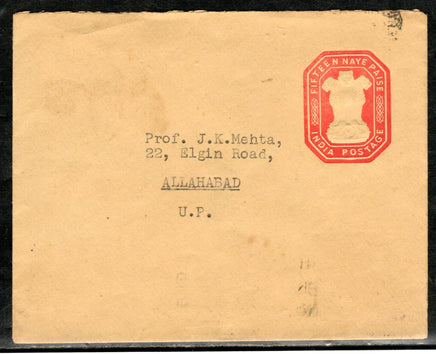 FIFTEEN NAYE PAISE
INDIA POSTAGE
Prof. J.K.Mehta,
22, Elgin Road,
ALLAHABAD
U.P.